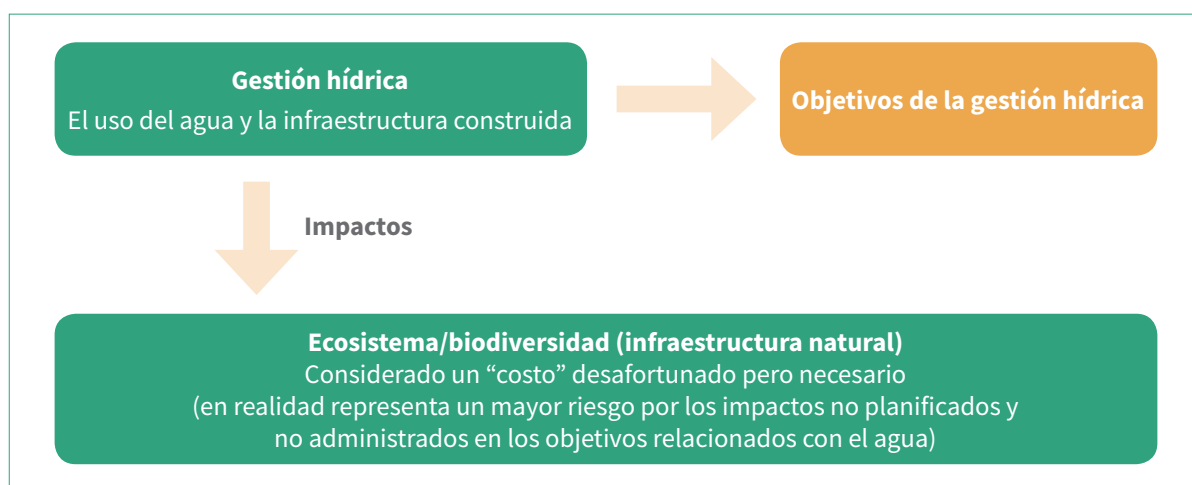 Gestión hídrica
El uso del agua y la infraestructura construida
Objetivos de la gestión hídrica
Impactos
Ecosistema/biodiversidad (infraestructura natural)
Considerado un “costo” desafortunado pero necesario
(en realidad representa un mayor riesgo por los impactos no planificados y
no administrados en los objetivos relacionados con el agua)